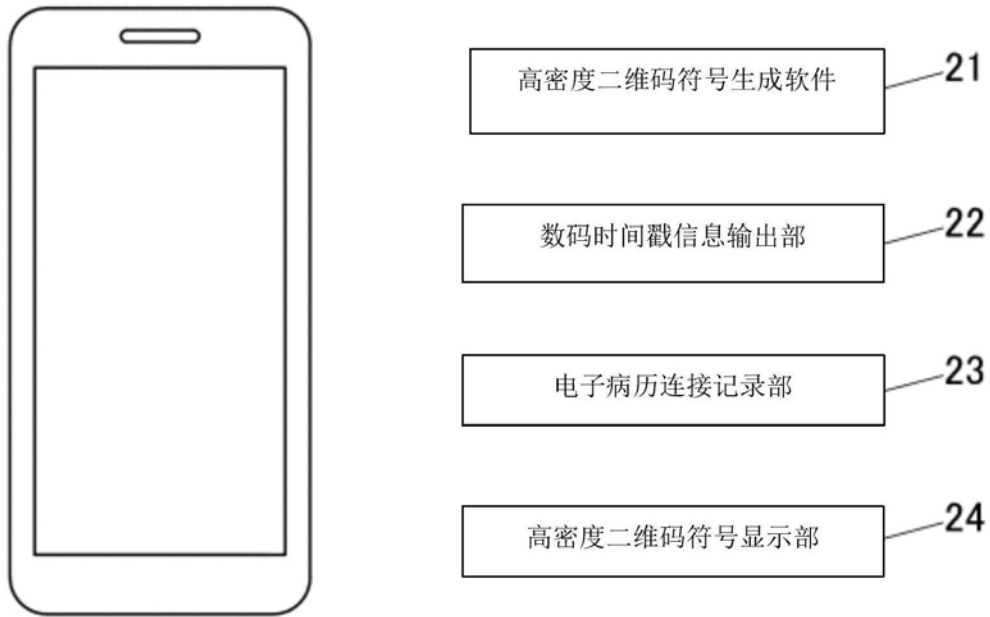 高密度二维码符号生成软件
21
数码时间戳信息输出部
22
电子病历连接记录部
23
高密度二维码符号显示部
24